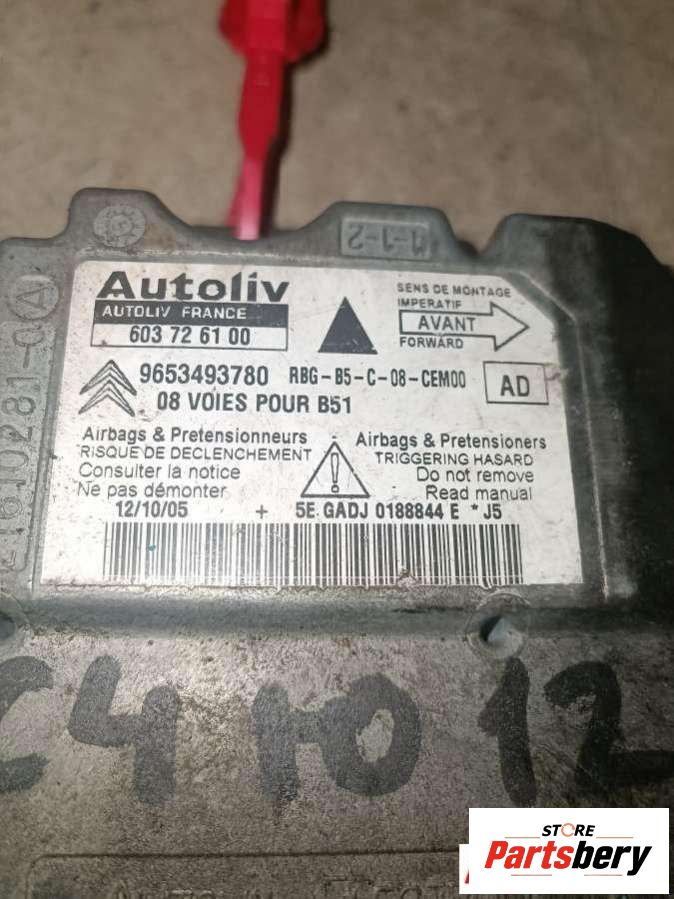 1-1-2
Autoliv
AUTOLIV FRANCE
603 72 61 00
SENS DE MONTAGE
IMPERATIF
AVANT
FORWARD
9653493780 RBG-B5-C-08-CEM00
AD
08 VOIES POUR B51
Airbags & Pretensionneurs
RISQUE DE DECLENCHEMENT
Consulter la notice
Ne pas démonter
Airbags & Pretensioners
TRIGGERING HASARD
Do not remove
Read manual
12/10/05 + 5E GADJ 0188844 E *J5
A
C4 10 12
STORE
Partsbery